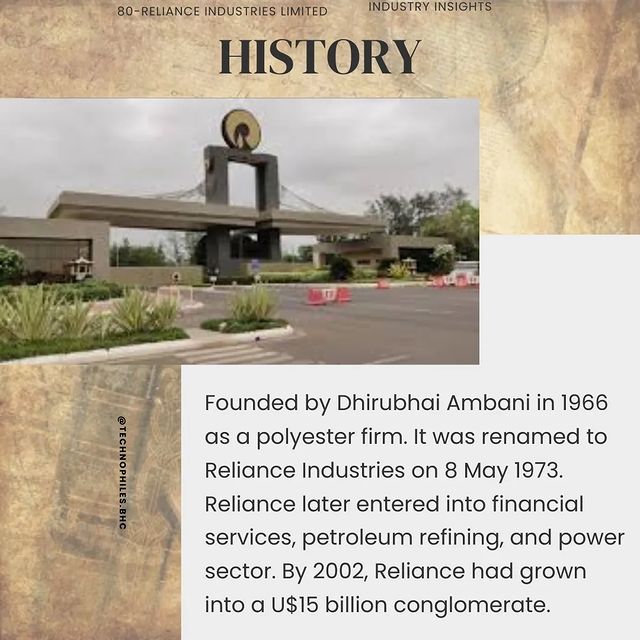 80-RELIANCE INDUSTRIES LIMITED
INDUSTRY INSIGHTS
HISTORY
@TECHNOPHILES.BHC
Founded by Dhirubhai Ambani in 1966
as a polyester firm. It was renamed to
Reliance Industries on 8 May 1973.
Reliance later entered into financial
services, petroleum refining, and power
sector. By 2002, Reliance had grown
into a U$15 billion conglomerate.